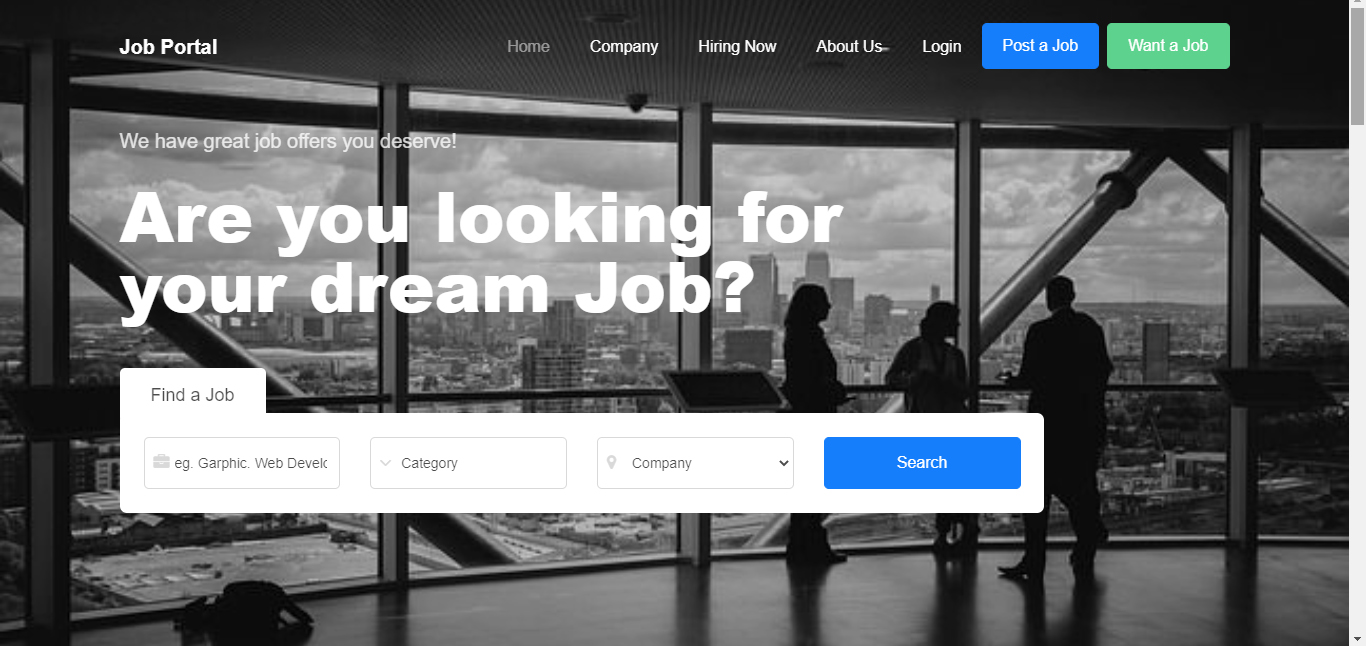 Job Portal Home Company Hiring Now About Us Login Post a Job Want a Job
We have great job offers you deserve!
Are you looking for
your dream Job?
Find a Job
eg. Garphic. Web Develo Category Company Search